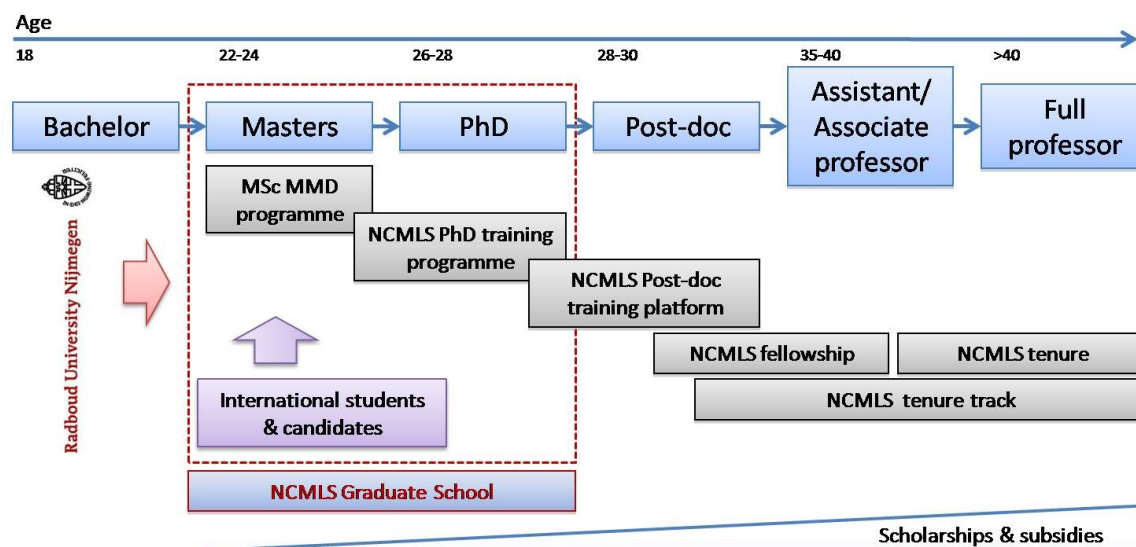 Age
18
22-24
26-28
28-30
35-40
>40
Bachelor
Masters
PhD
Post-doc
Assistant/
Associate
professor
Full
professor
Radboud University Nijmegen
MSc MMD
programme
NCMLS PhD training
programme
NCMLS Post-doc
training platform
NCMLS fellowship
NCMLS tenure
NCMLS tenure track
International students
& candidates
NCMLS Graduate School
Scholarships & subsidies